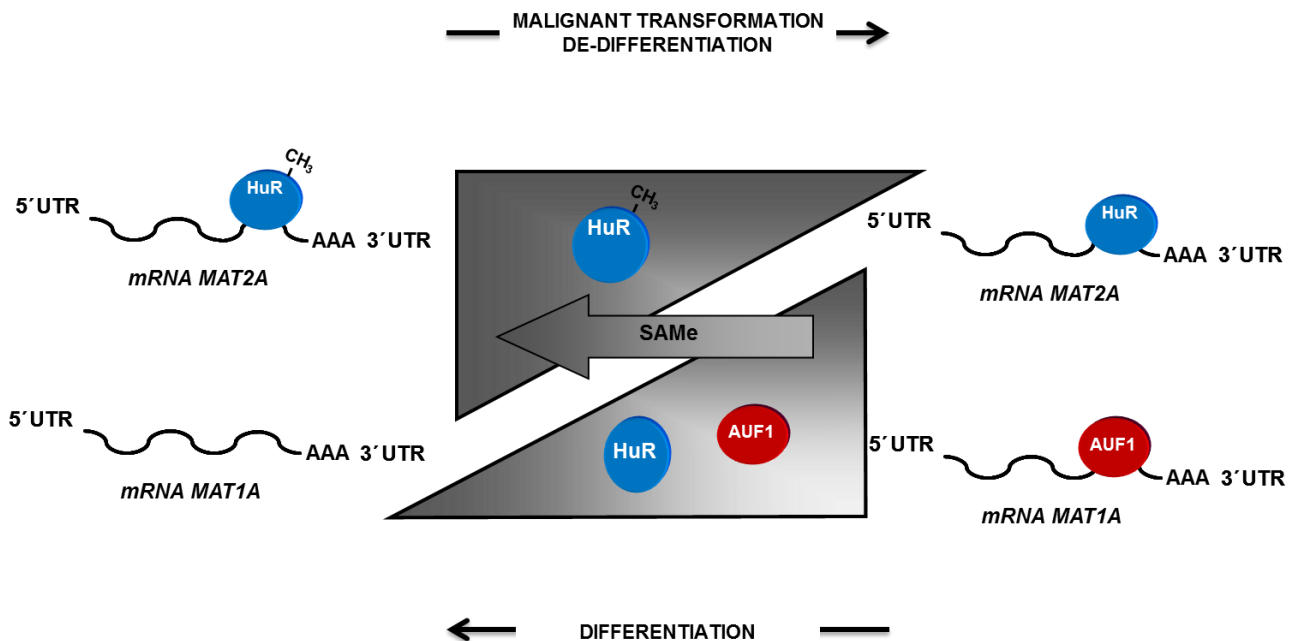 MALIGNANT TRANSFORMATION
DE-DIFFERENTIATION
CH3
HuR
5´UTR
AAA 3´UTR
mRNA MAT2A
CH3
HuR
HuR
5´UTR
AAA 3´UTR
mRNA MAT2A
SAMe
5´UTR
AAA 3´UTR
mRNA MAT1A
HuR
AUF1
AUF1
5´UTR
AAA 3´UTR
mRNA MAT1A
DIFFERENTIATION